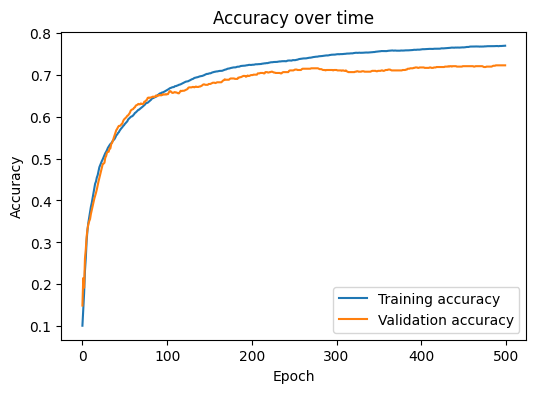 Accuracy over time
0.8
0.7
0.6
0.5
0.4
0.3
0.2
0.1
Accuracy
Training accuracy
Validation accuracy
0 100 200 300 400 500
Epoch